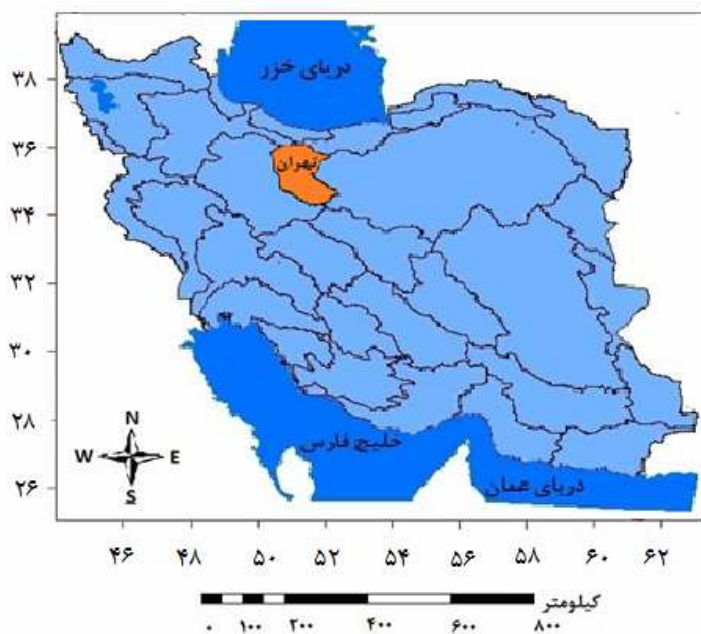 دریای خزر
۳۸
۳۶
تهران
۳۴
۳۲
۳۰
۲۸
۲۶
N
W
E
S
خلیج فارس
دریای عمان
۴۶ ۴۸ ۵۰ ۵۲ ۵۴ ۵۶ ۵۸ ۶۰ ۶۲
کیلومتر
۰ ۱۰۰ ۲۰۰ ۴۰۰ ۶۰۰ ۸۰۰